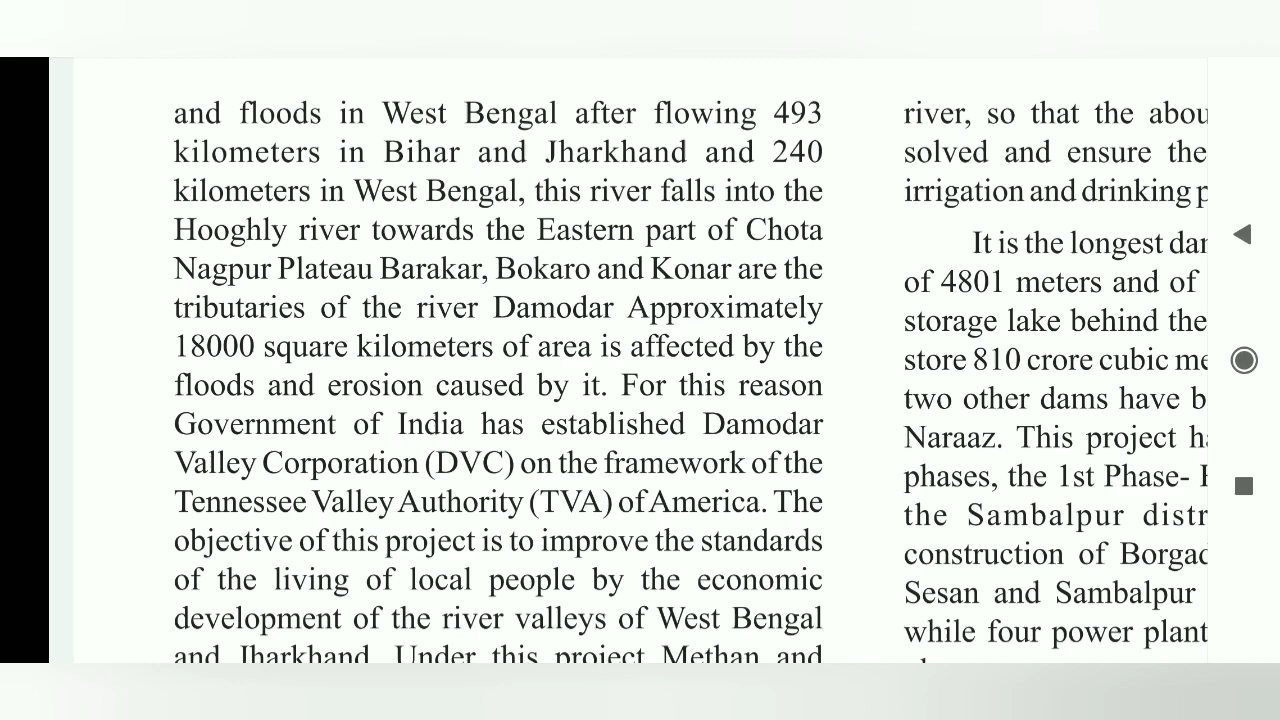 and floods in West Bengal after flowing 493
kilometers in Bihar and Jharkhand and 240
kilometers in West Bengal, this river falls into the
Hooghly river towards the Eastern part of Chota
Nagpur Plateau Barakar, Bokaro and Konar are the
tributaries of the river Damodar Approximately
18000 square kilometers of area is affected by the
floods and erosion caused by it. For this reason
Government of India has established Damodar
Valley Corporation (DVC) on the framework of the
Tennessee Valley Authority (TVA) of America. The
objective of this project is to improve the standards
of the living of local people by the economic
development of the river valleys of West Bengal
and Jharkhand. Under this project Methan and
river, so that the
solved and ensure the
irrigation and drinking
It is the longest
of 4801 meters and of
storage lake behind the
store 810 crore cubic
two other dams have
Naraaz. This project
phases, the 1st Phase-
the Sambalpur
construction of
Sesan and Sambalpur
while four power